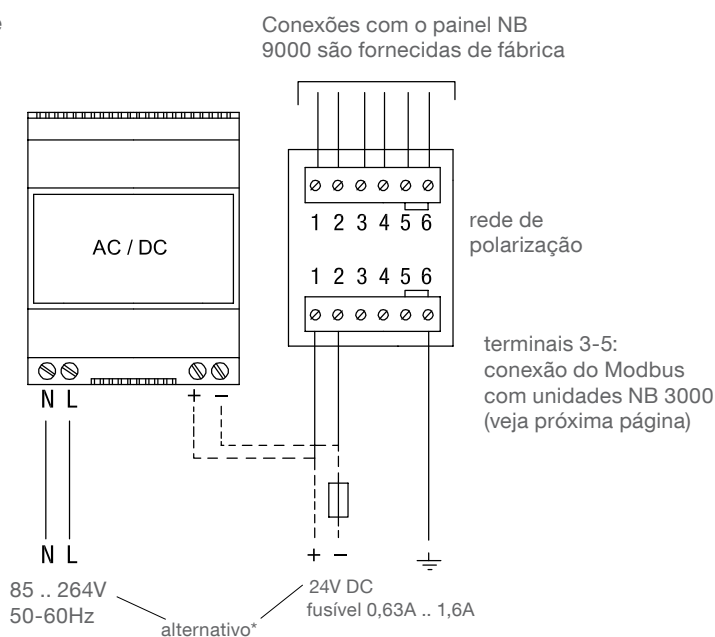 e
Conexões com o painel NB
9000 são fornecidas de fábrica
AC / DC
1 2 3 4 5 6
rede de
polarização
1 2 3 4 5 6
terminais 3-5:
conexão do Modbus
com unidades NB 3000
(veja próxima página)
N L
+ −
N L
+ −
85 .. 264V
50-60Hz
alternativo*
24V DC
fusível 0,63A .. 1,6A